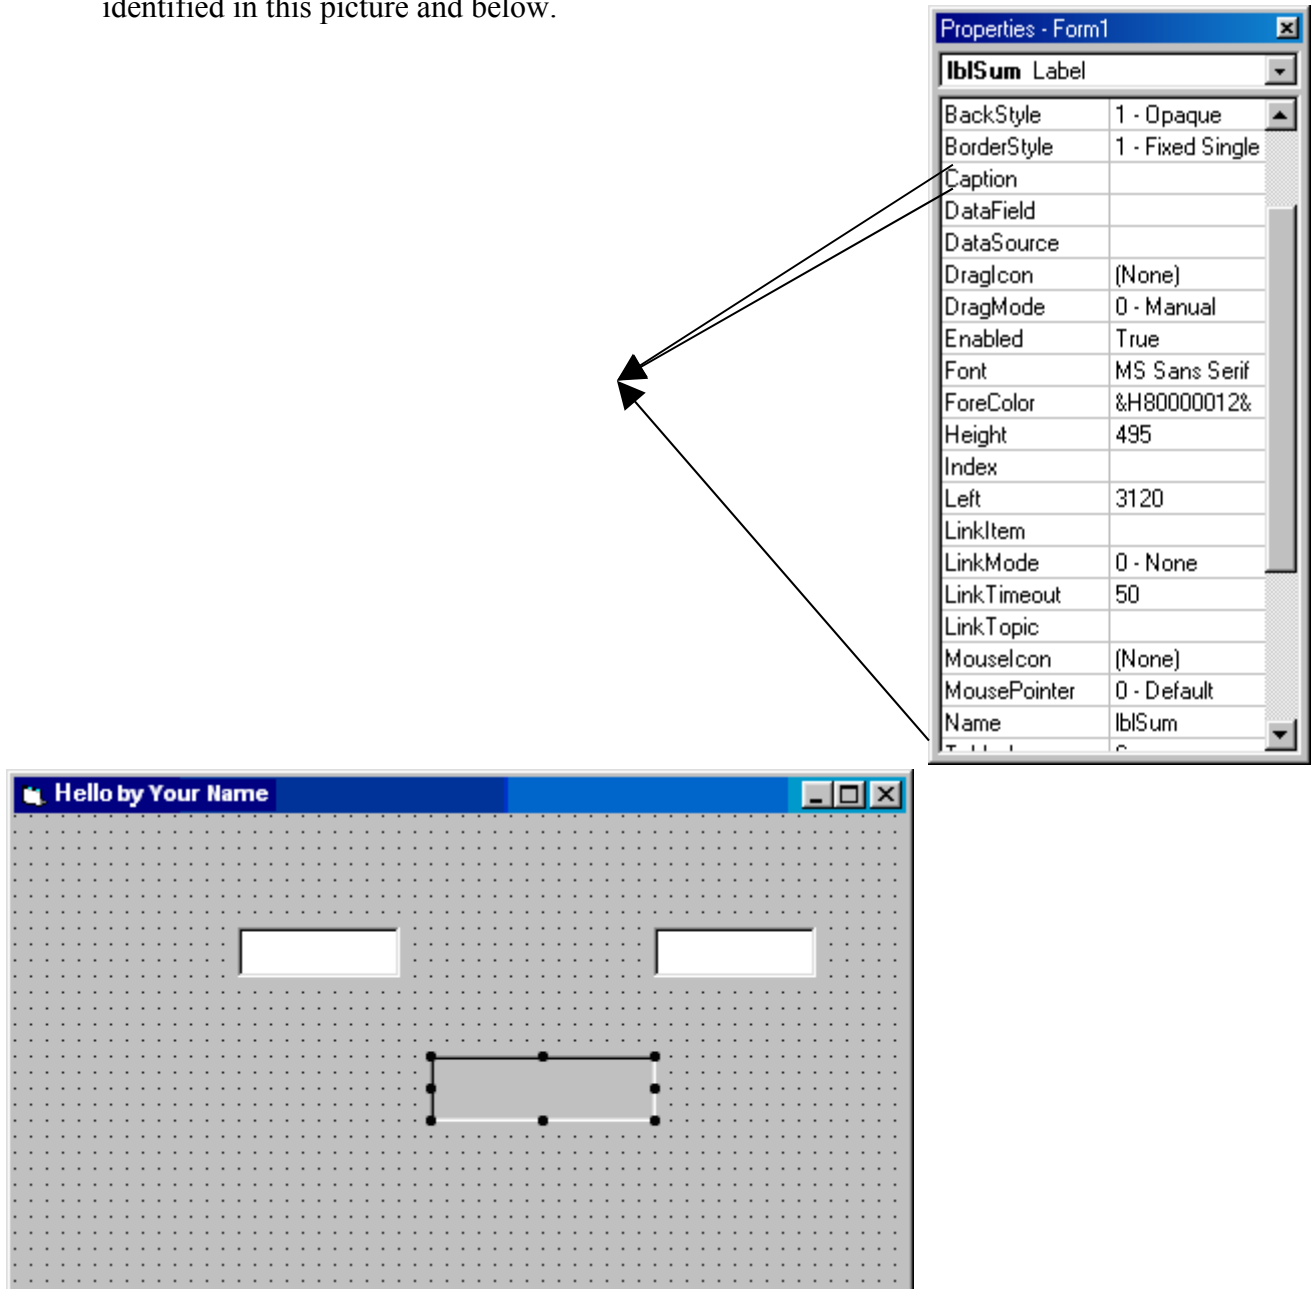 identified in this picture and below.
Properties - Form1
lblSum Label
BackStyle 1 - Opaque
BorderStyle 1 - Fixed Single
Caption
DataField
DataSource
DragIcon (None)
DragMode 0 - Manual
Enabled True
Font MS Sans Serif
ForeColor &H80000012&
Height 495
Index
Left 3120
LinkItem
LinkMode 0 - None
LinkTimeout 50
LinkTopic
MouseIcon (None)
MousePointer 0 - Default
Name lblSum
Hello by Your Name